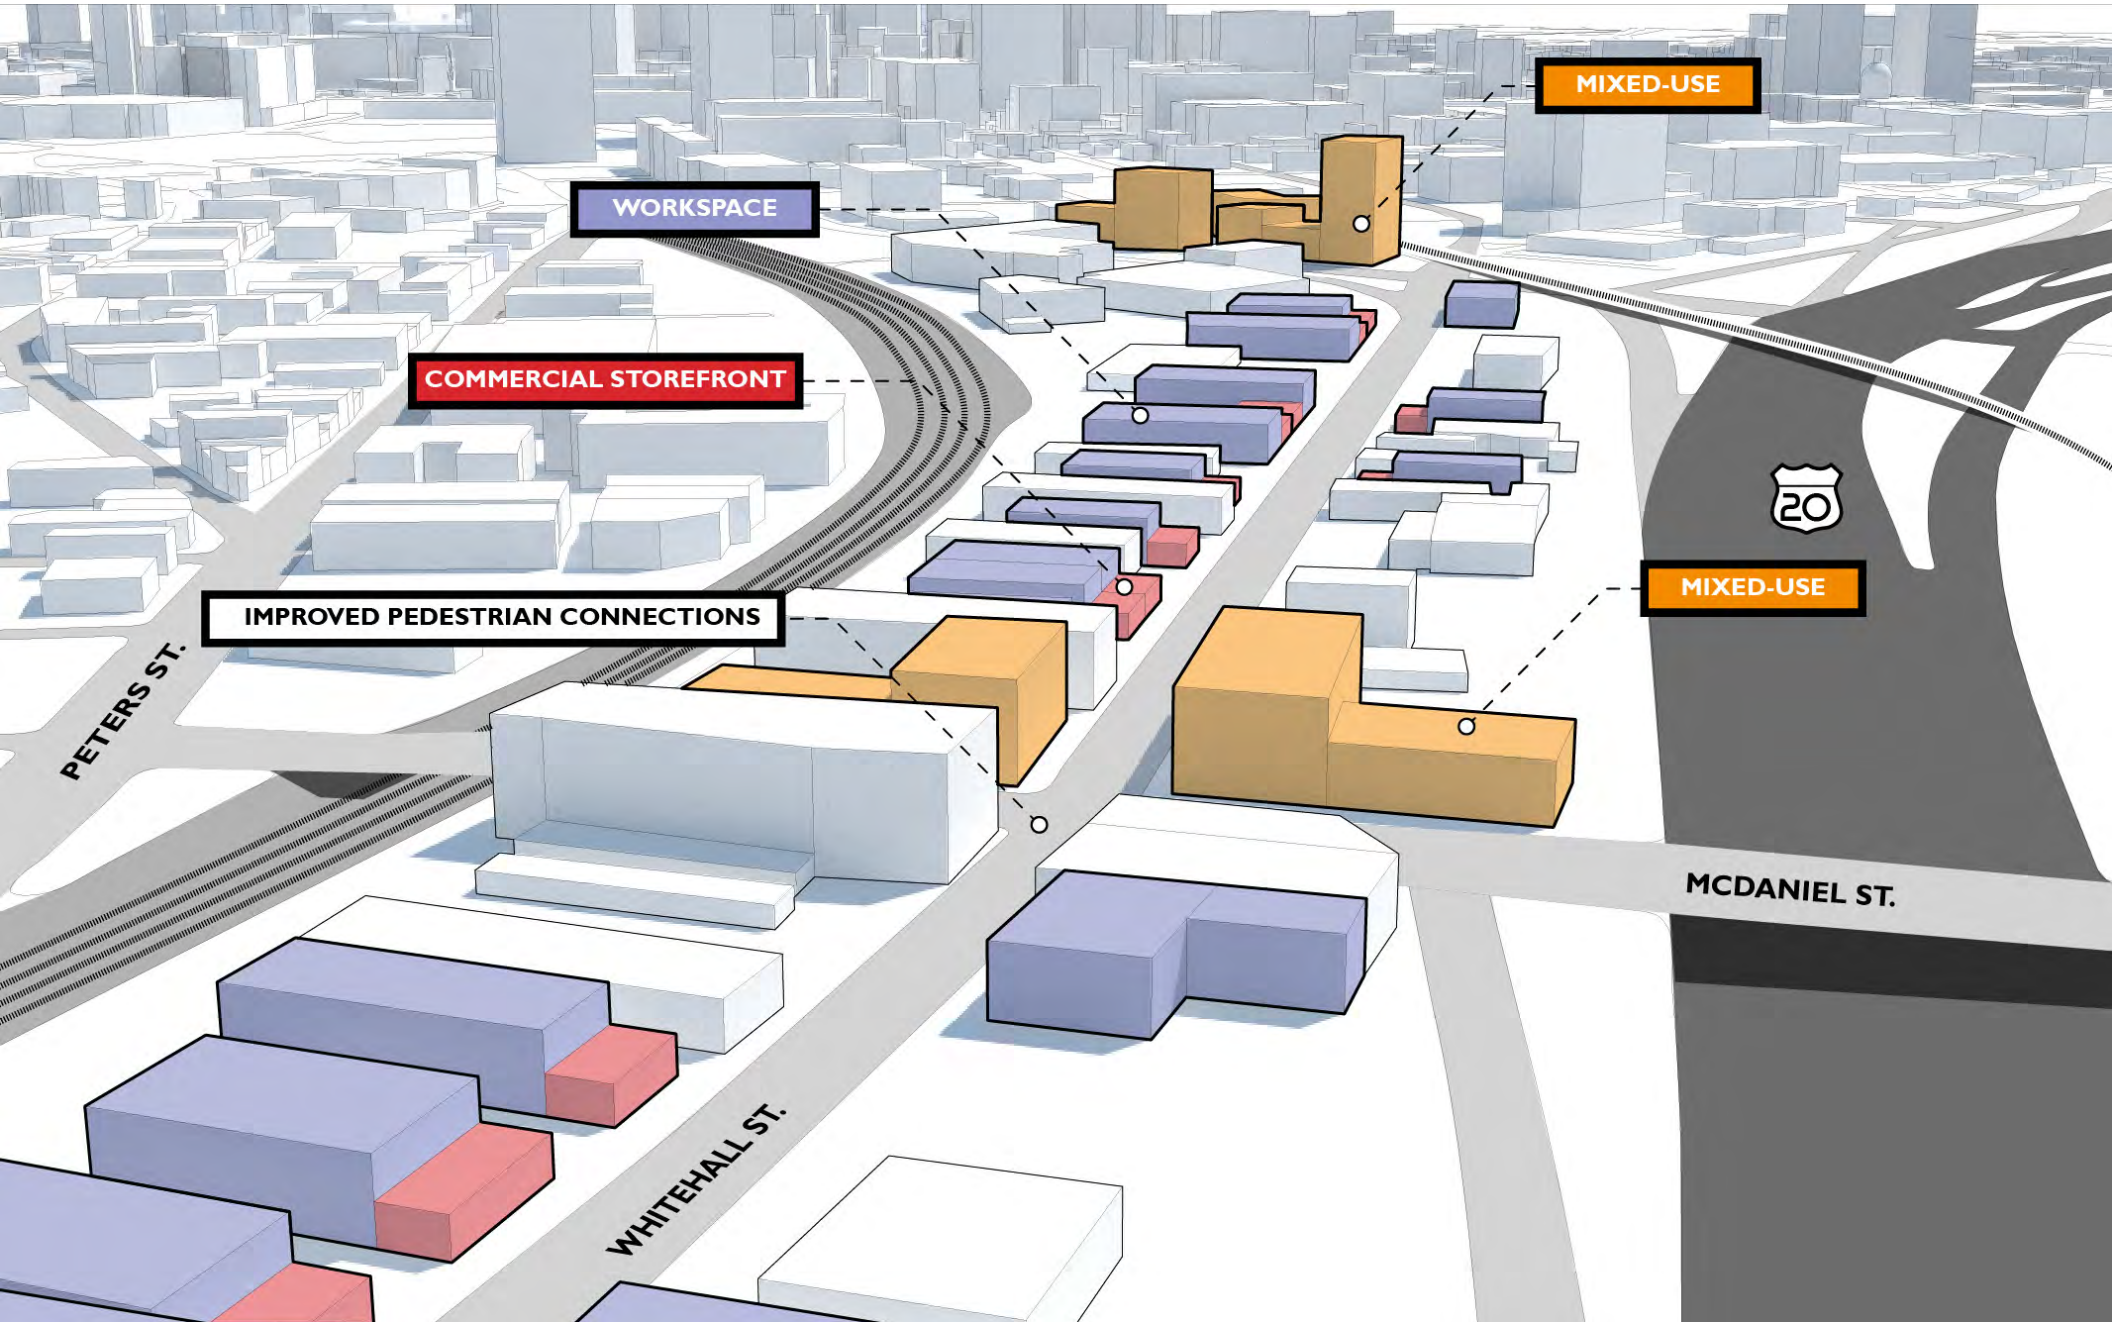 MIXED-USE
WORKSPACE
COMMERCIAL STOREFRONT
20
MIXED-USE
IMPROVED PEDESTRIAN CONNECTIONS
PETERS ST.
MCDANIEL ST.
WHITEHALL ST.